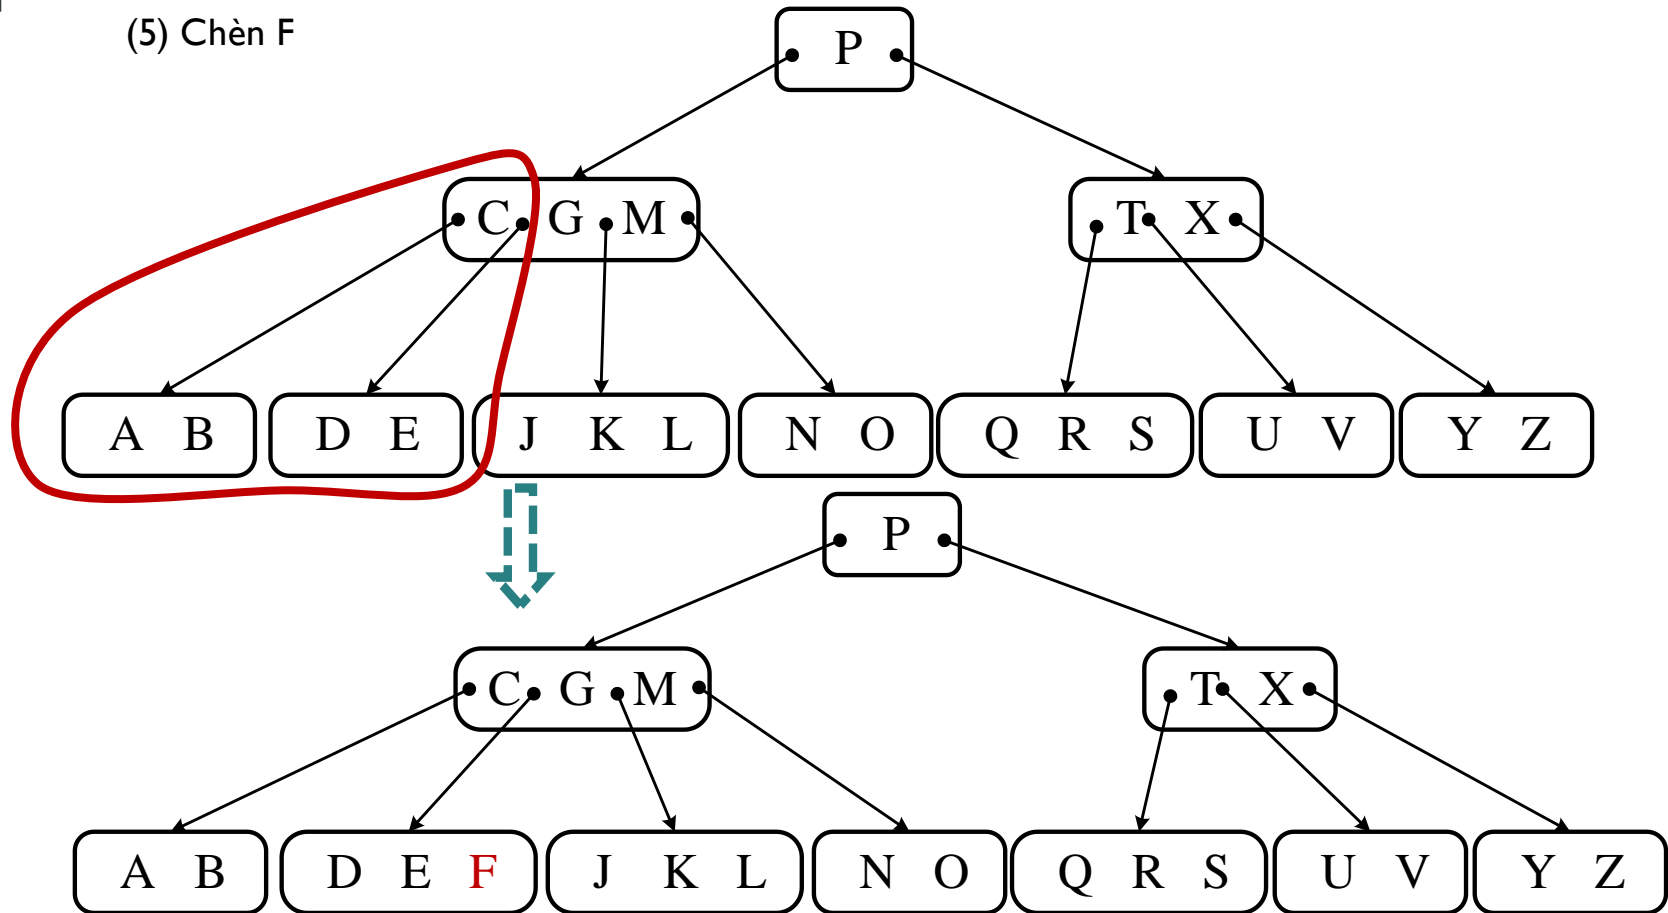 (5) Chèn F
P
C G M
T X
A B
D E
J K L
N O
Q R S
U V
Y Z
P
C G M
T X
A B
D E F
J K L
N O
Q R S
U V
Y Z